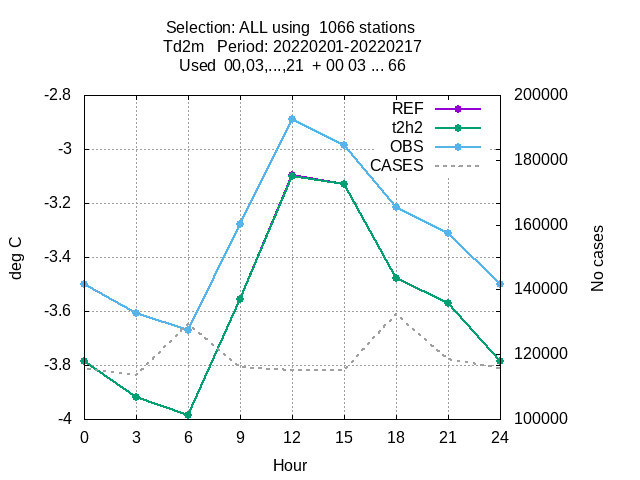 Selection: ALL using  1066 stations
Td2m   Period: 20220201-20220217
Used  00,03,...,21  + 00 03 ... 66
-2.8
-3
-3.2
-3.4
-3.6
-3.8
-4
deg C
REF
t2h2
OBS
CASES
200000
180000
160000
140000
120000
100000
No cases
0 3 6 9 12 15 18 21 24
Hour